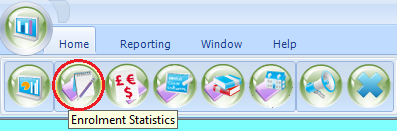 Home Reporting Window Help
£ €
$
Enrolment Statistics